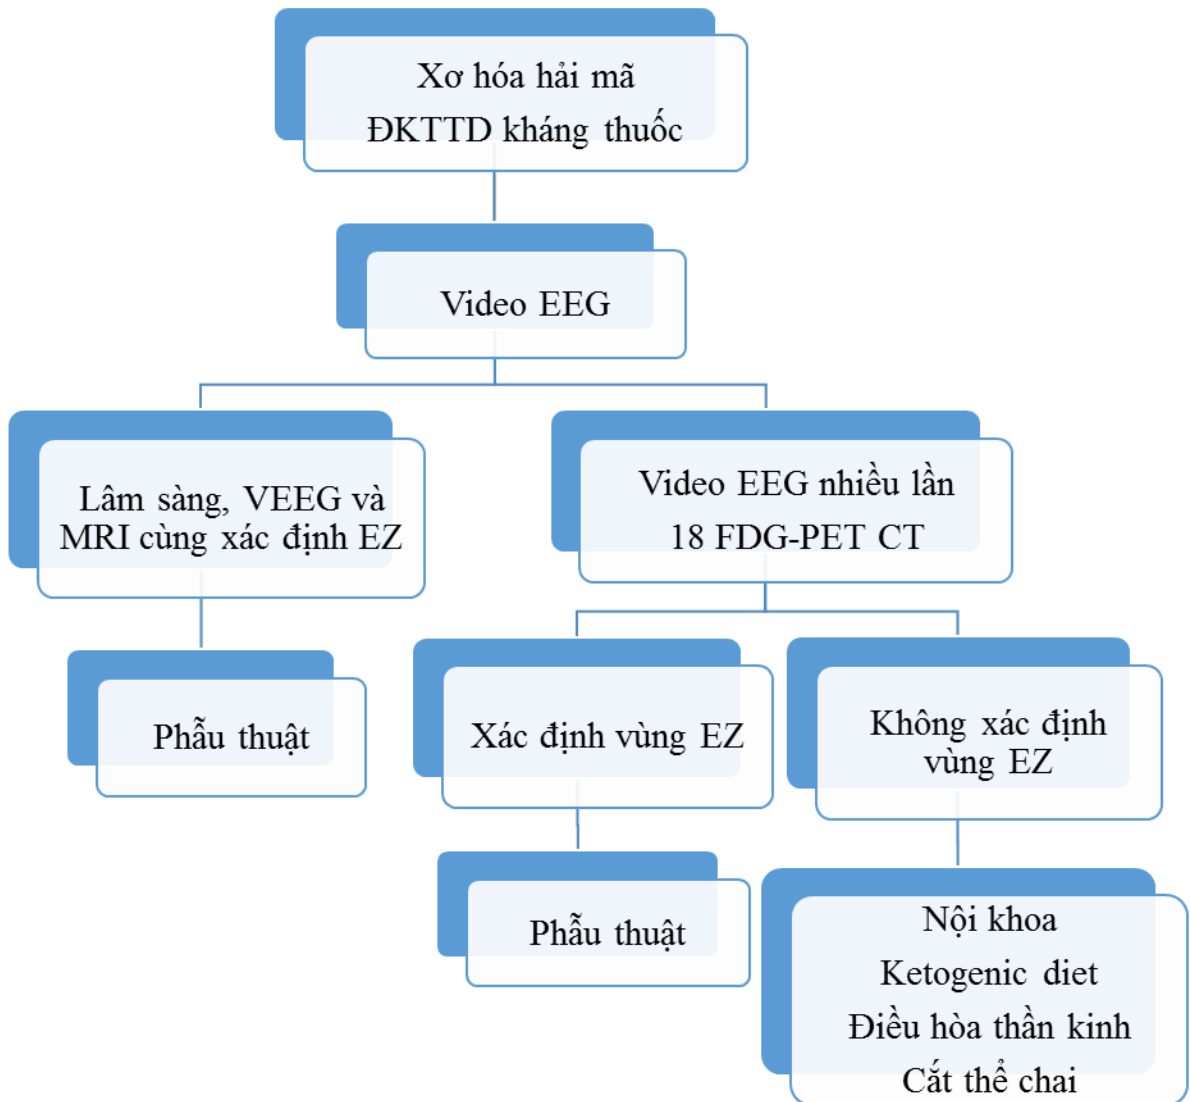 Xơ hóa hải mã
ĐKTTD kháng thuốc
Video EEG
Lâm sàng, VEEG và
MRI cùng xác định EZ
Video EEG nhiều lần
18 FDG-PET CT
Phẫu thuật
Xác định vùng EZ
Không xác định
vùng EZ
Phẫu thuật
Nội khoa
Ketogenic diet
Điều hòa thần kinh
Cắt thể chai